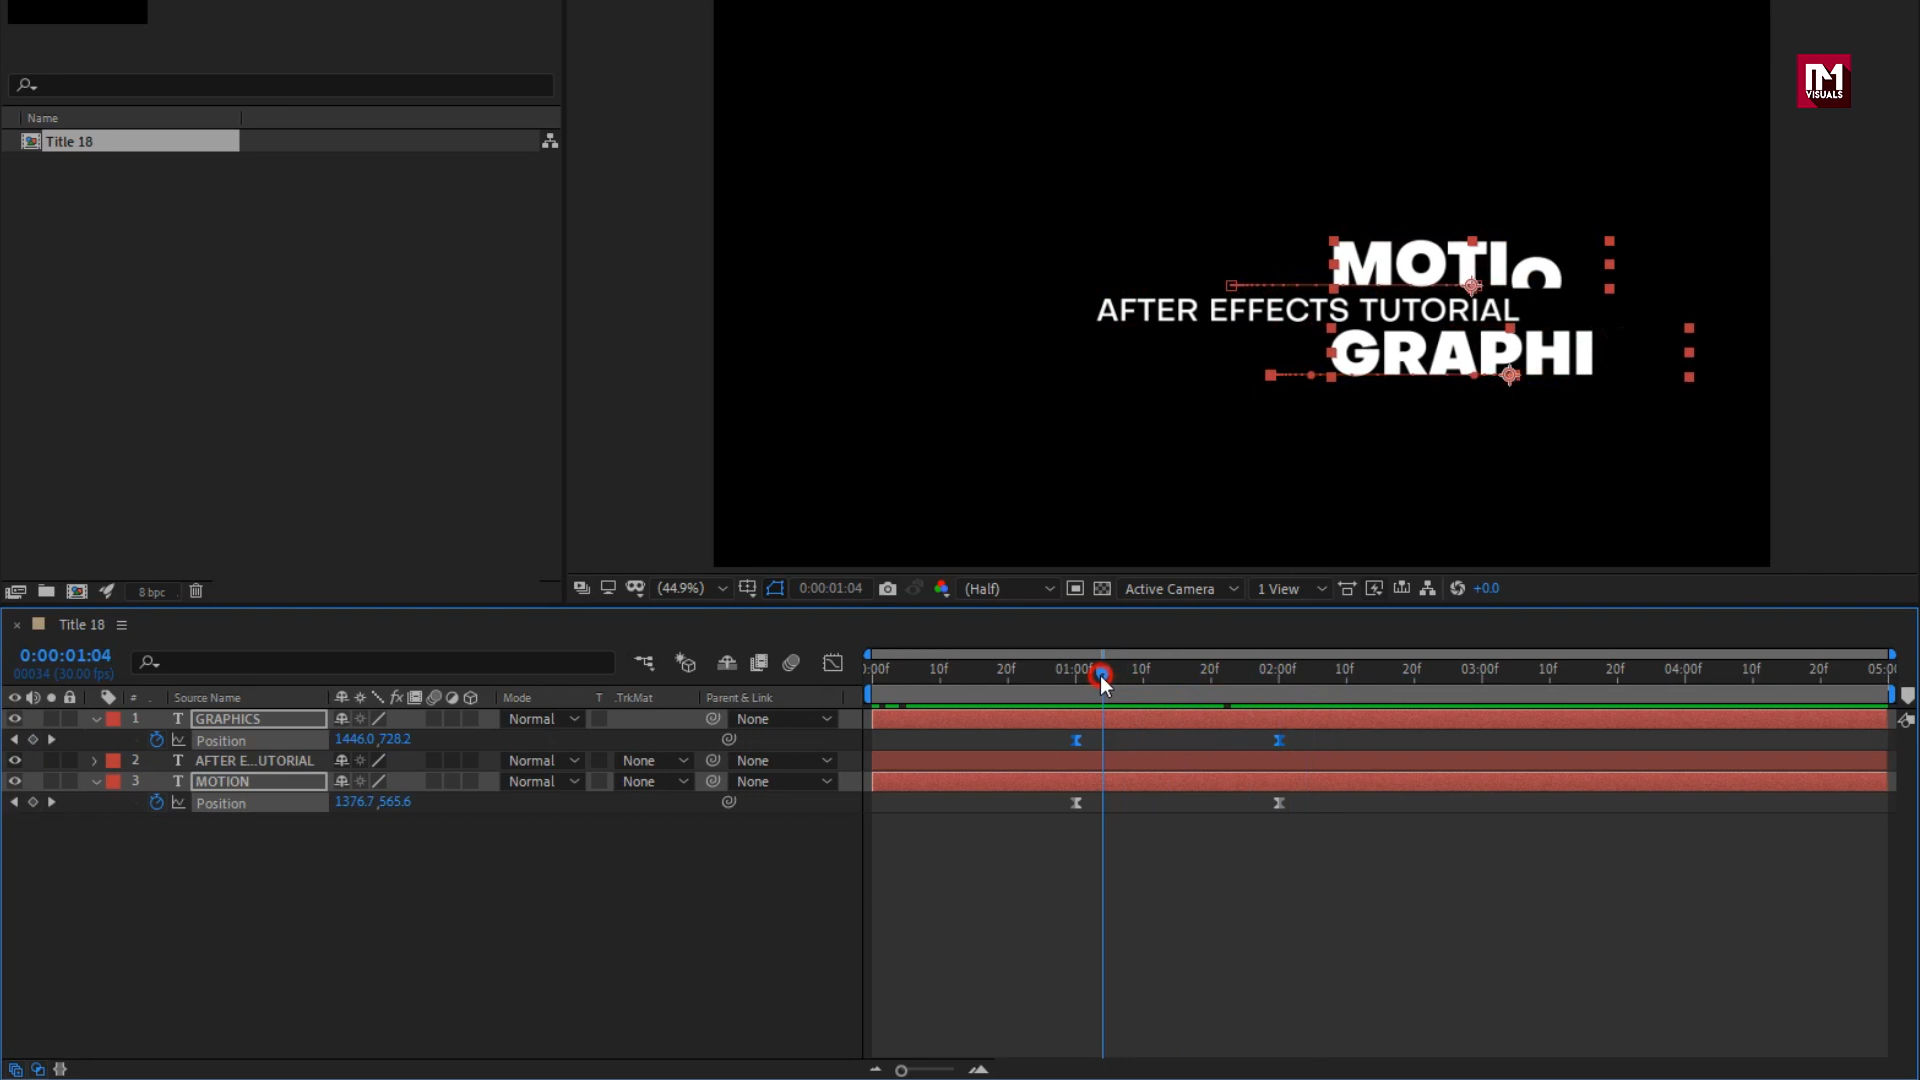 Name
Title 18
8 bpc
IM
VISUALS
MOTIO
AFTER EFFECTS TUTORIAL
GRAPHI
(44.9%)
0:00:01:04
(Half)
Active Camera
1 View
+0.0
× Title 18
0:00:01:04
00034 (30.00 fps)
):00f 10f 20f 01:00f 10f 20f 02:00f 10f 20f 03:00f 10f 20f 04:00f 10f 20f 05:00
# . Source Name Mode T .TrkMat Parent & Link
1 T GRAPHICS Normal None
Position 1446.0,728.2
2 T AFTER E...UTORIAL Normal None None
3 T MOTION Normal None None
Position 1376.7,565.6